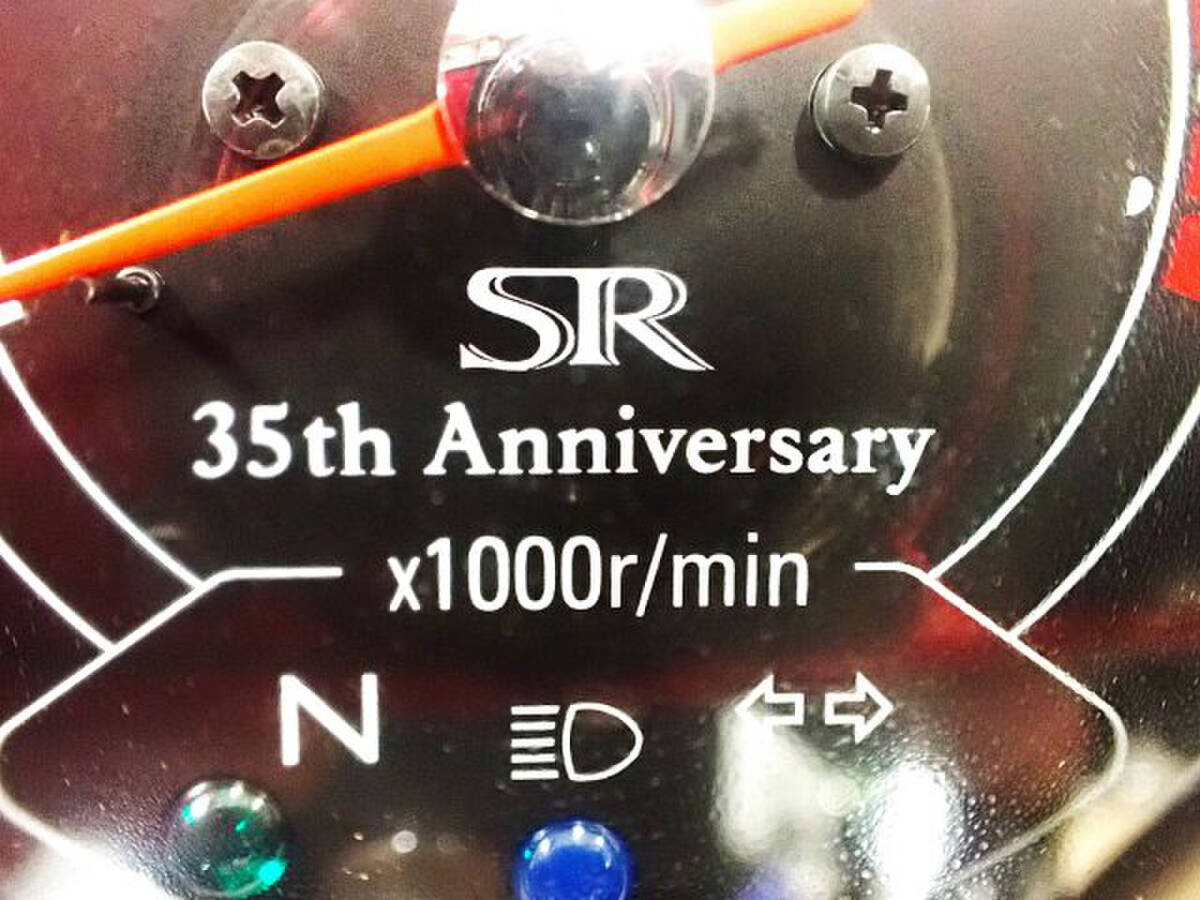 SR
35th Anniversary
x1000r/min
N